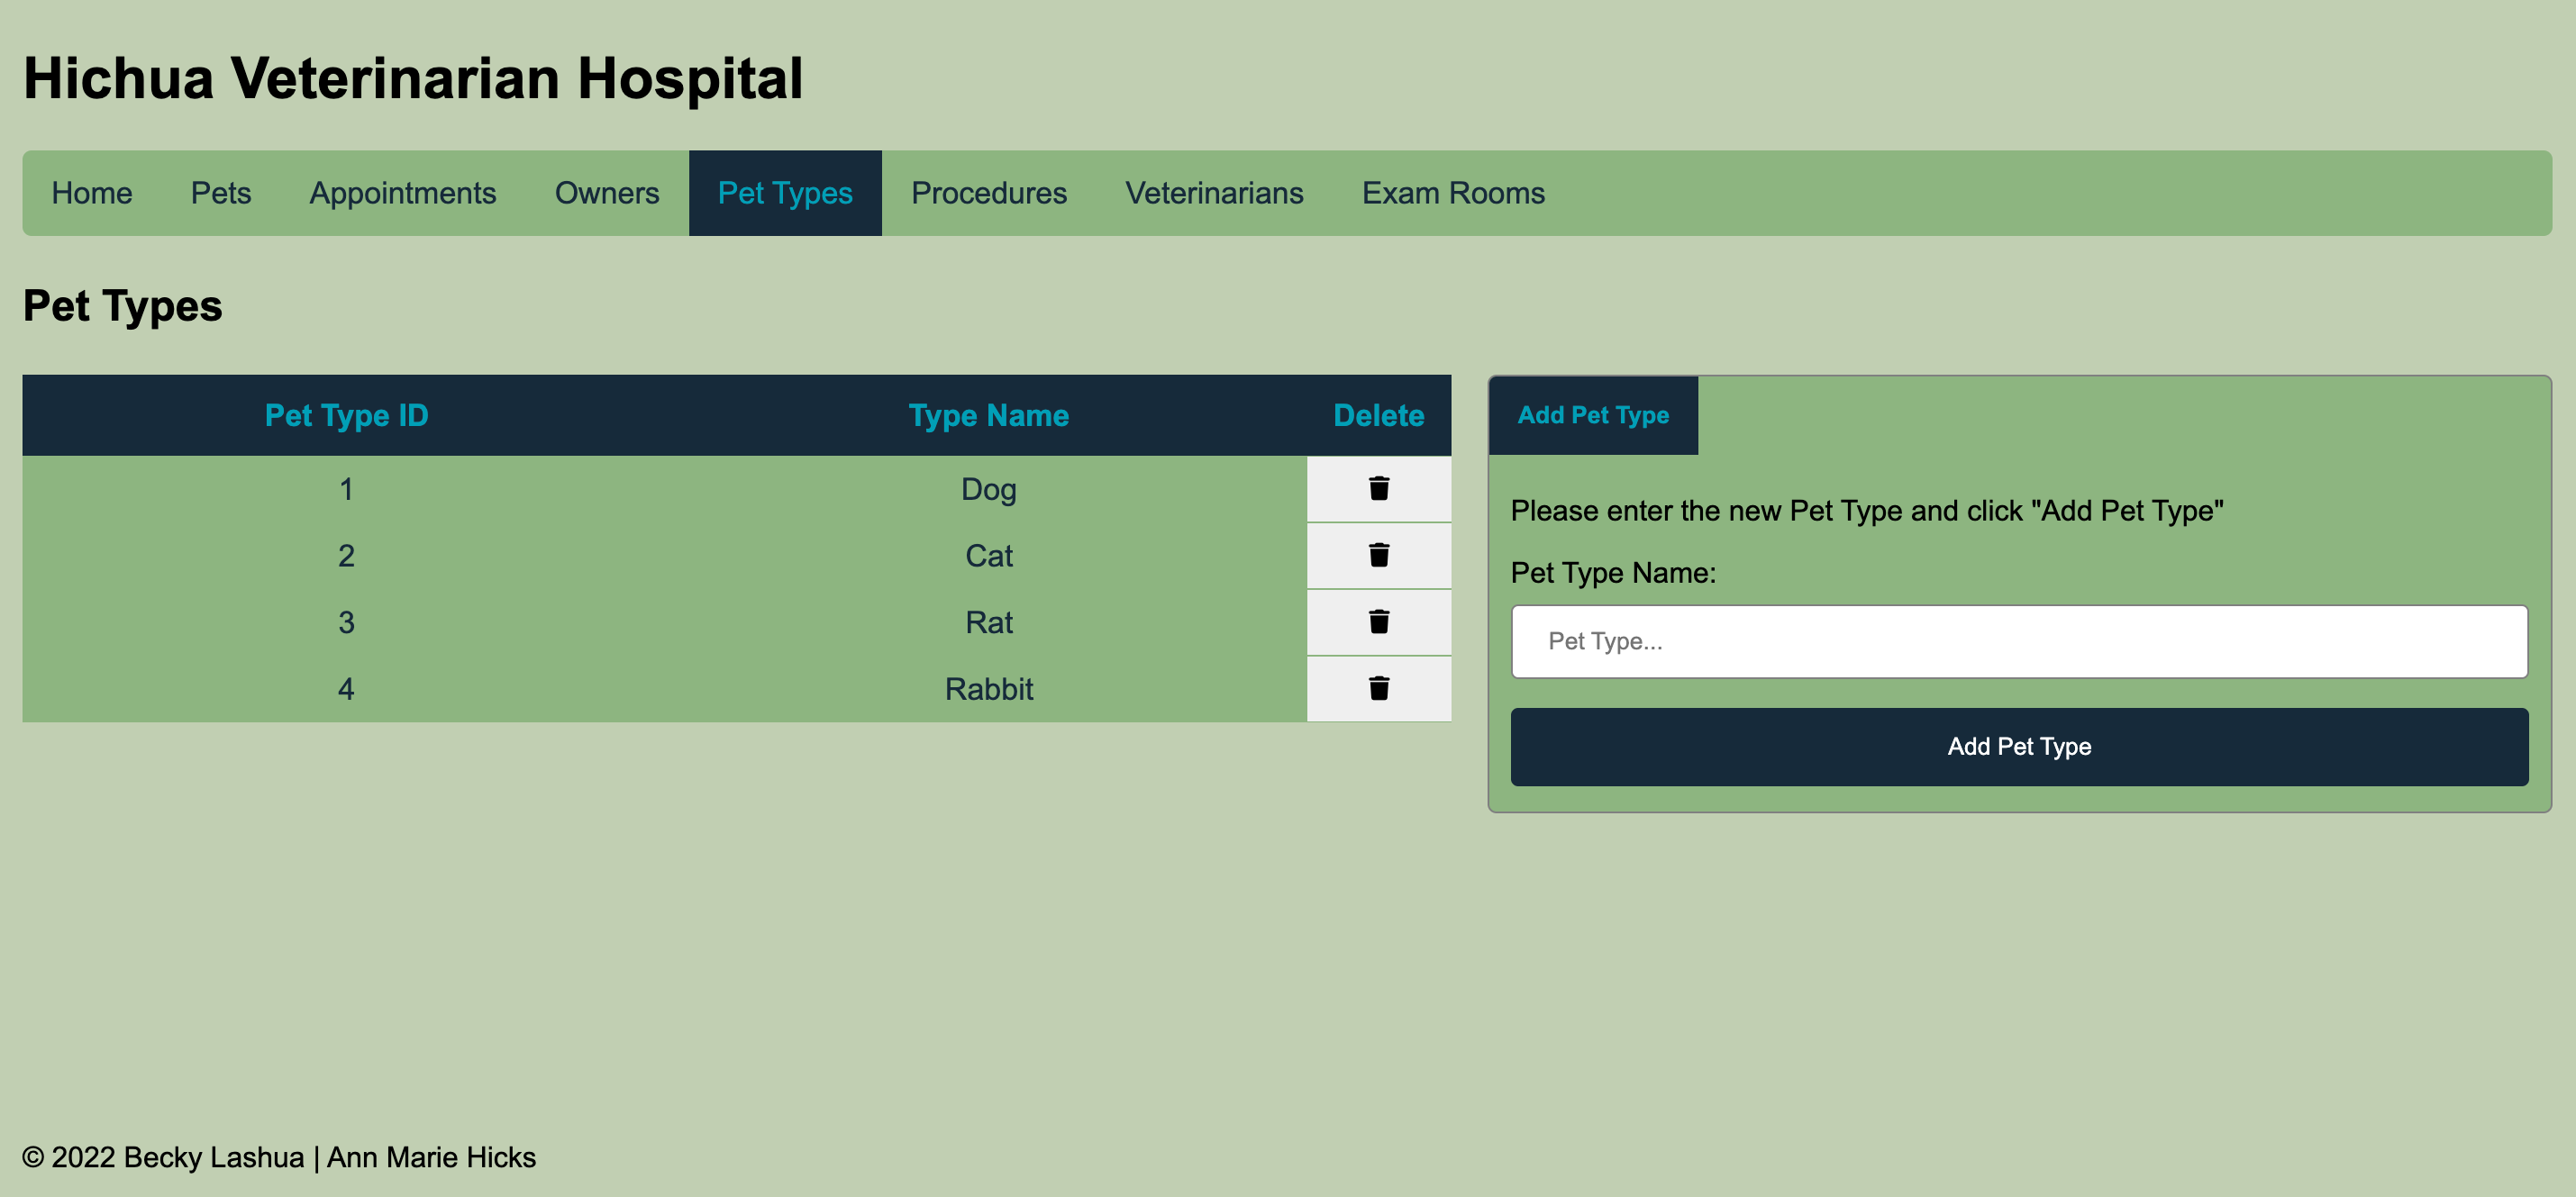 Hichua Veterinarian Hospital
Home Pets Appointments Owners Pet Types Procedures Veterinarians Exam Rooms
Pet Types
Pet Type ID Type Name Delete
1 Dog
2 Cat
3 Rat
4 Rabbit
Add Pet Type
Please enter the new Pet Type and click "Add Pet Type"
Pet Type Name:
Pet Type...
Add Pet Type
© 2022 Becky Lashua | Ann Marie Hicks